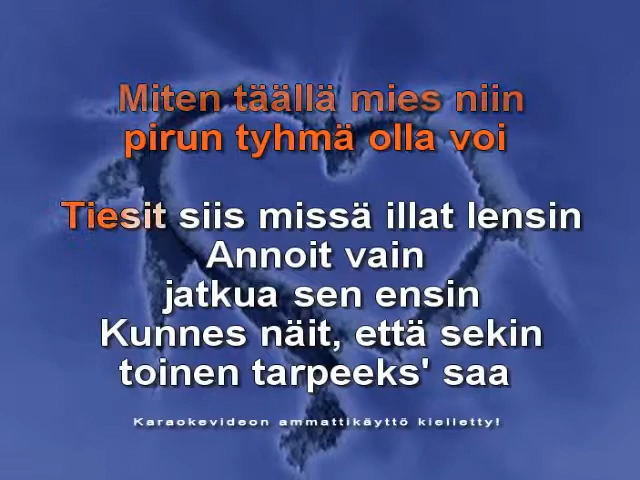 Miten täällä mies niin
pirun tyhmä olla voi
Tiesit siis missä illat lensin
Annoit vain
jatkua sen ensin
Kunnes näit, että sekin
toinen tarpeeks' saa
Karaokevideon ammattikäyttö kielletty!